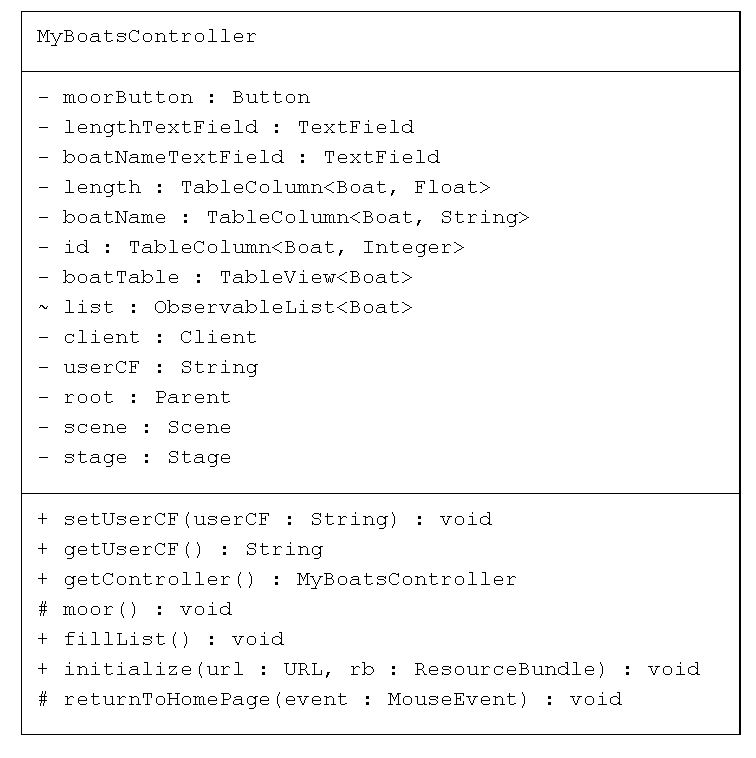 MyBoatsController
- moorButton : Button
- lengthTextField : TextField
- boatNameTextField : TextField
- length : TableColumn<Boat, Float>
- boatName : TableColumn<Boat, String>
- id : TableColumn<Boat, Integer>
- boatTable : TableView<Boat>
~ list : ObservableList<Boat>
- client : Client
- userCF : String
- root : Parent
- scene : Scene
- stage : Stage
+ setUserCF(userCF : String) : void
+ getUserCF() : String
+ getController() : MyBoatsController
# moor() : void
+ fillList() : void
+ initialize(url : URL, rb : ResourceBundle) : void
# returnToHomePage(event : MouseEvent) : void